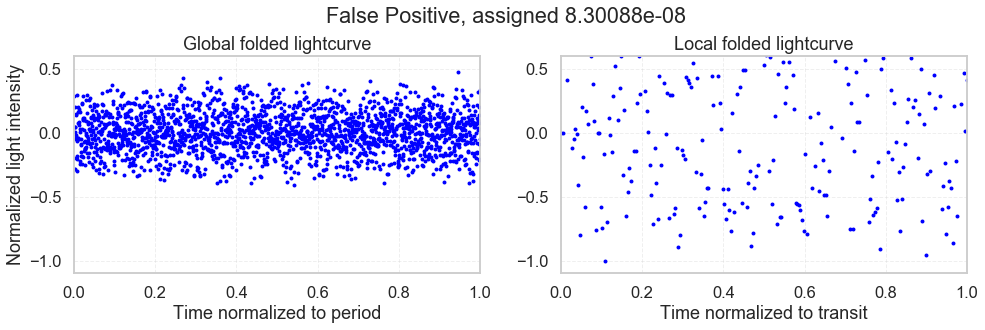 False Positive, assigned 8.30088e-08
Global folded lightcurve
Normalized light intensity
0.5
0.0
−0.5
−1.0
0.0 0.2 0.4 0.6 0.8 1.0
Time normalized to period
Local folded lightcurve
0.5
0.0
−0.5
−1.0
0.0 0.2 0.4 0.6 0.8 1.0
Time normalized to transit